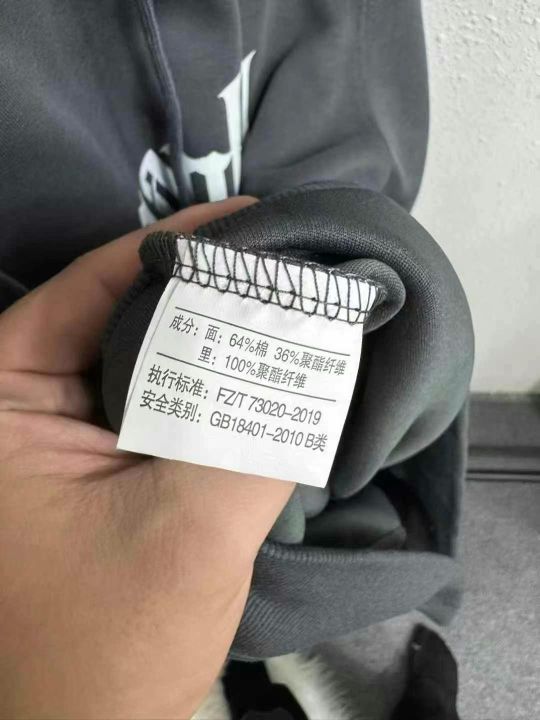 成分：面：64%棉 36%聚酯纤维
里：100%聚酯纤维
执行标准：FZ/T 73020-2019
安全类别：GB18401-2010 B类